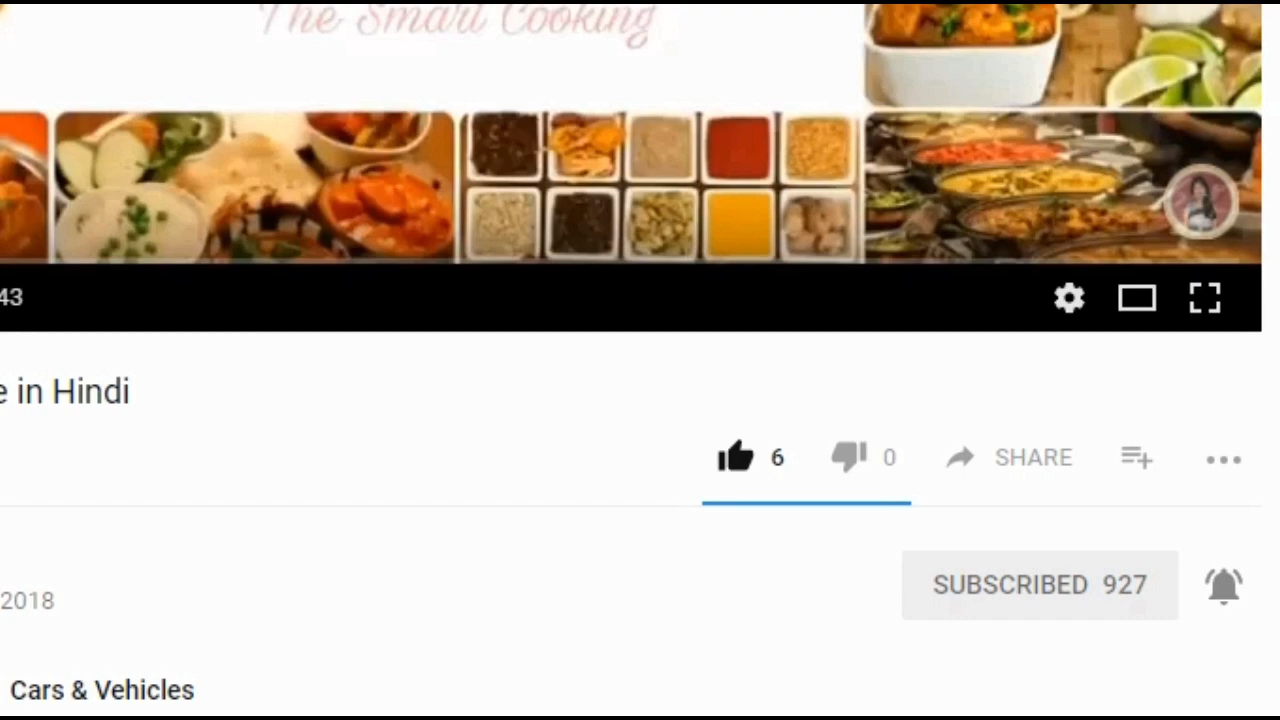 The Smart Cooking
43
e in Hindi
6 0 SHARE
SUBSCRIBED 927
2018
Cars & Vehicles